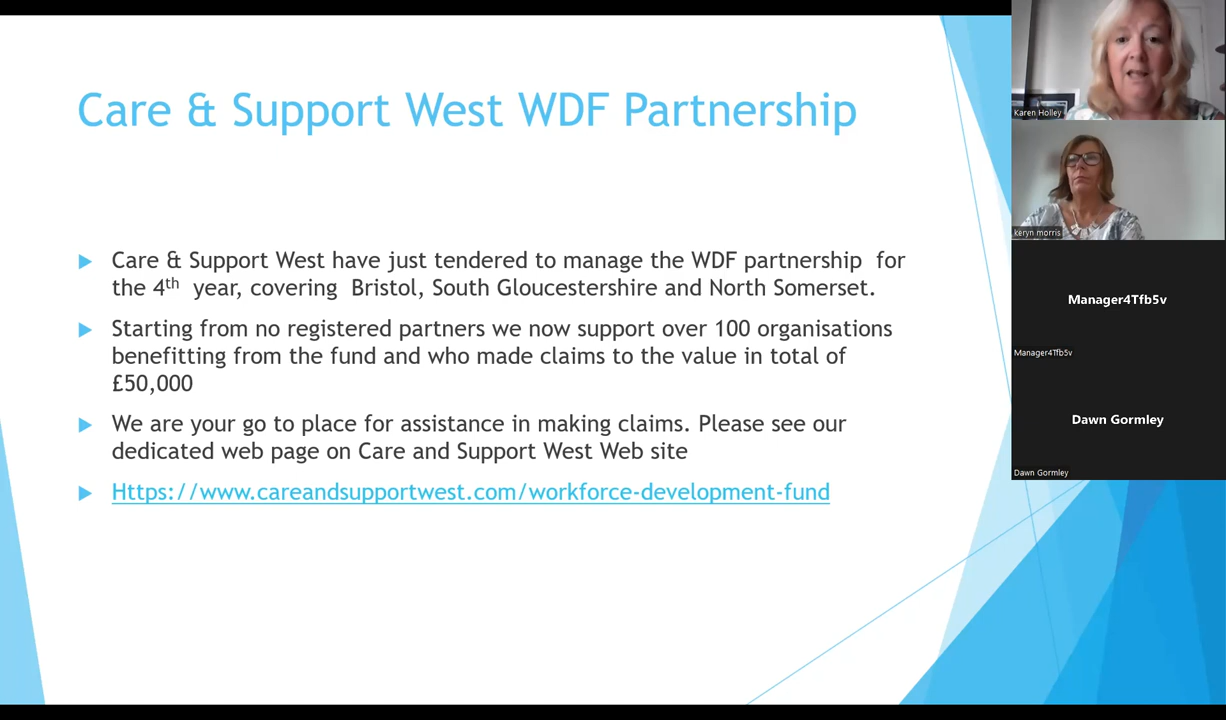 Care & Support West WDF Partnership
Care & Support West have just tendered to manage the WDF partnership for
the 4th year, covering Bristol, South Gloucestershire and North Somerset.
Starting from no registered partners we now support over 100 organisations
benefitting from the fund and who made claims to the value in total of
£50,000
We are your go to place for assistance in making claims. Please see our
dedicated web page on Care and Support West Web site
Https://www.careandsupportwest.com/workforce-development-fund
Karen Holley
keryn morris
Manager4Tfb5v
Manager4Tfb5v
Dawn Gormley
Dawn Gormley